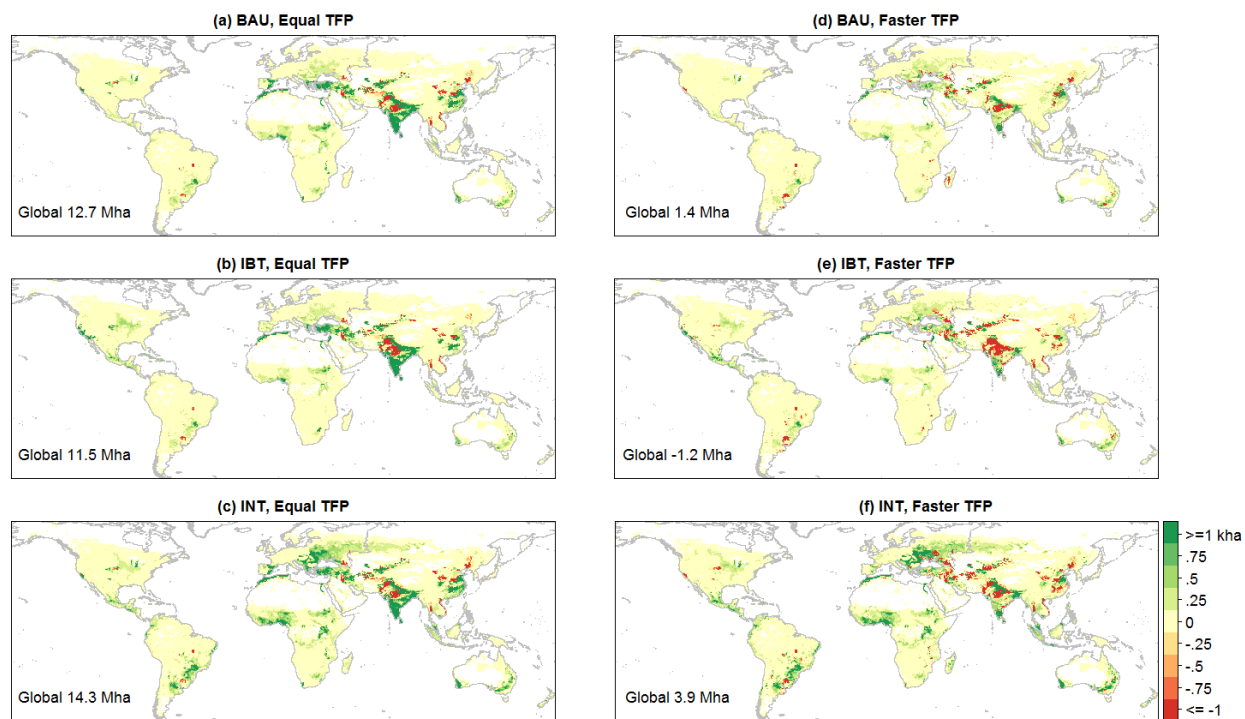 (a) BAU, Equal TFP
(d) BAU, Faster TFP
Global 12.7 Mha
Global 1.4 Mha
(b) IBT, Equal TFP
(e) IBT, Faster TFP
Global 11.5 Mha
Global -1.2 Mha
(c) INT, Equal TFP
(f) INT, Faster TFP
Global 14.3 Mha
Global 3.9 Mha
>=1 kha
.75
.5
.25
0
-.25
-.5
-.75
<= -1